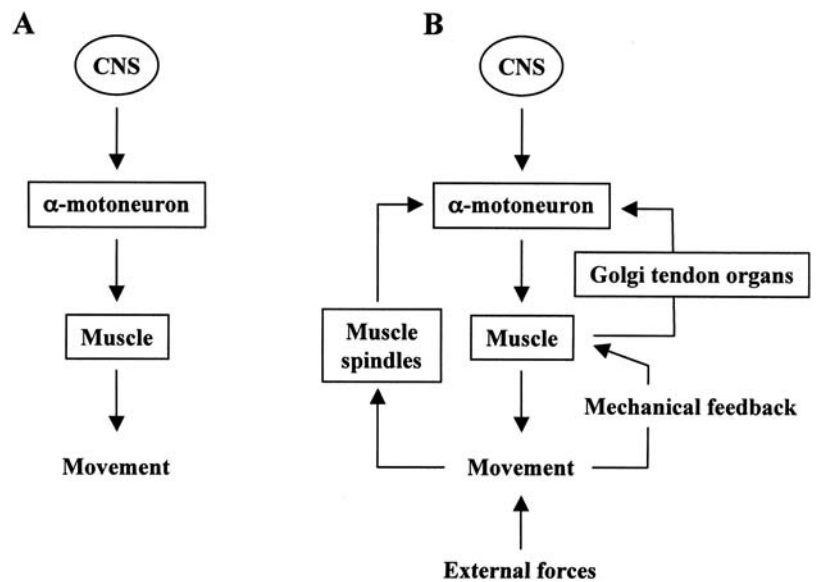 A
CNS
α-motoneuron
Muscle
Movement
B
CNS
α-motoneuron
Golgi tendon organs
Muscle
spindles
Muscle
Mechanical feedback
Movement
External forces